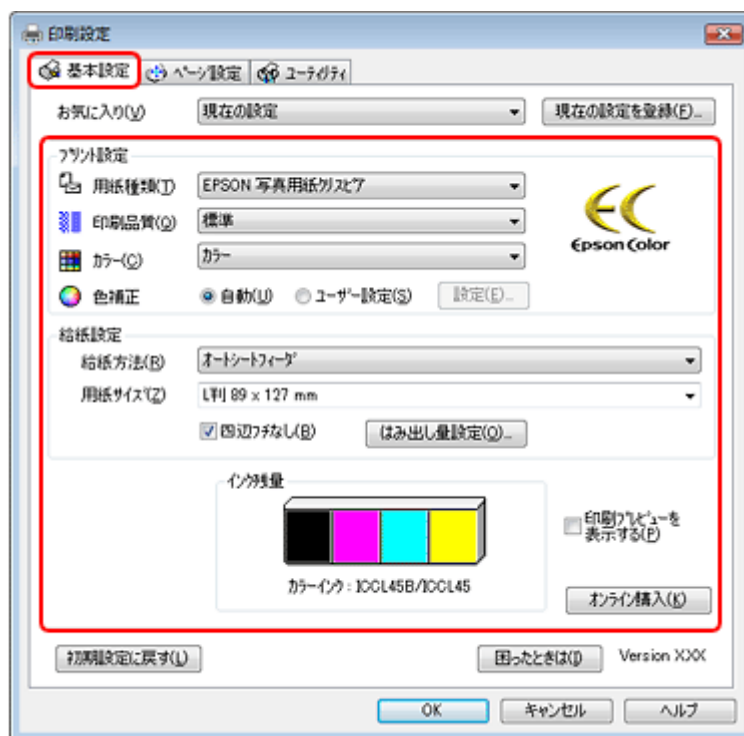 印刷設定
基本設定 ページ設定 ユーティリティ
お気に入り(V) 現在の設定 現在の設定を登録(F)...
プリント設定
用紙種類(T) EPSON 写真用紙クリスピア
印刷品質(Q) 標準
カラー(C) カラー
EC
Epson Color
色補正 自動(U) ユーザー設定(S) 設定(E)...
給紙設定
給紙方法(R) オートシートフィーダ
用紙サイズ(Z) L判 89 x 127 mm
四辺フチなし(B) はみ出し量設定(O)...
インク残量
カラーインク : ICCL45B/ICCL45
印刷プレビューを
表示する(P)
オンライン購入(K)
初期設定に戻す(L) 困ったときは(I) Version XXX
OK キャンセル ヘルプ